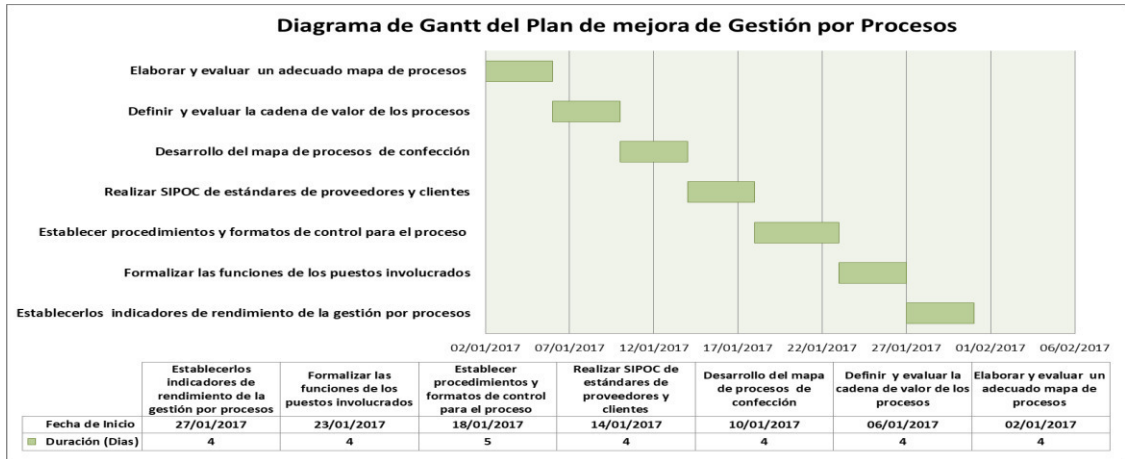 Diagrama de Gantt del Plan de mejora de Gestión por Procesos
Elaborar y evaluar un adecuado mapa de procesos
Definir y evaluar la cadena de valor de los procesos
Desarrollo del mapa de procesos de confección
Realizar SIPOC de estándares de proveedores y clientes
Establecer procedimientos y formatos de control para el proceso
Formalizar las funciones de los puestos involucrados
Establecerlos indicadores de rendimiento de la gestión por procesos
02/01/2017 07/01/2017 12/01/2017 17/01/2017 22/01/2017 27/01/2017 01/02/2017 06/02/2017
Establecerlos
indicadores de
rendimiento de la
gestión por procesos
Formalizar las
funciones de los
puestos involucrados
Establecer
procedimientos y
formatos de control
para el proceso
Realizar SIPOC de
estándares de
proveedores y
clientes
Desarrollo del mapa
de procesos de
confección
Definir y evaluar la
cadena de valor de los
procesos
Elaborar y evaluar un
adecuado mapa de
procesos
Fecha de Inicio 27/01/2017 23/01/2017 18/01/2017 14/01/2017 10/01/2017 06/01/2017 02/01/2017
Duración (Dias) 4 4 5 4 4 4 4